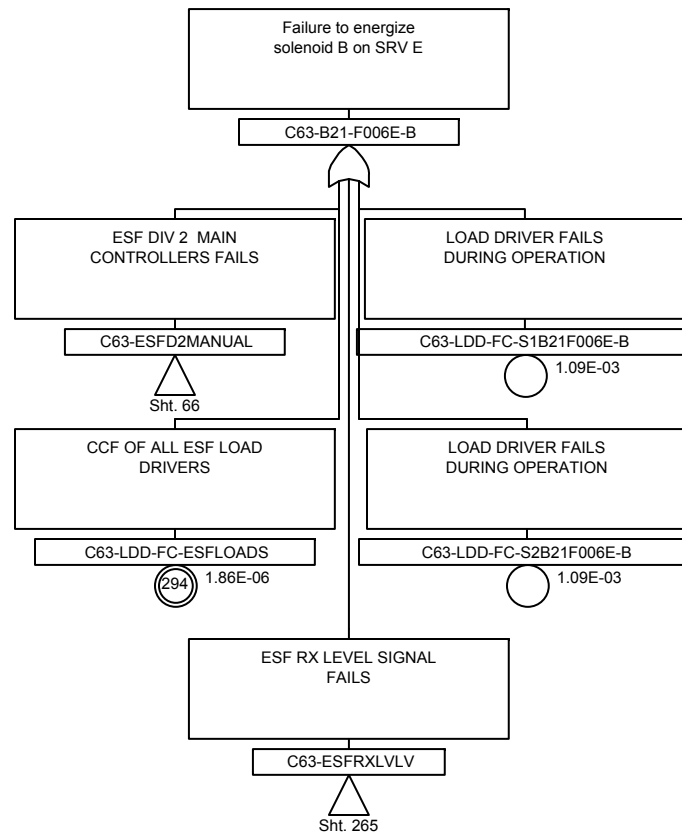 Failure to energize
solenoid B on SRV E
C63-B21-F006E-B
ESF DIV 2 MAIN
CONTROLLERS FAILS
C63-ESFD2MANUAL
Sht. 66
LOAD DRIVER FAILS
DURING OPERATION
C63-LDD-FC-S1B21F006E-B
1.09E-03
CCF OF ALL ESF LOAD
DRIVERS
C63-LDD-FC-ESFLOADS
294
1.86E-06
LOAD DRIVER FAILS
DURING OPERATION
C63-LDD-FC-S2B21F006E-B
1.09E-03
ESF RX LEVEL SIGNAL
FAILS
C63-ESFRXLVLV
Sht. 265